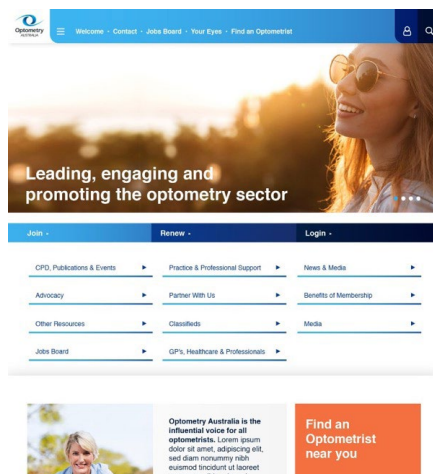 Optometry
AUSTRALIA
Welcome · Contact · Jobs Board · Your Eyes · Find an Optometrist
Leading, engaging and
promoting the optometry sector
Join
Renew
Login
CPD, Publications & Events
Practice & Professional Support
News & Media
Advocacy
Partner With Us
Benefits of Membership
Other Resources
Classifieds
Media
Jobs Board
GP's, Healthcare & Professionals
Optometry Australia is the
influential voice for all
optometrists. Lorem ipsum
dolor sit amet, adipiscing elit,
sed diam nonummy nibh
euismod tincidunt ut laoreet
Find an
Optometrist
near you